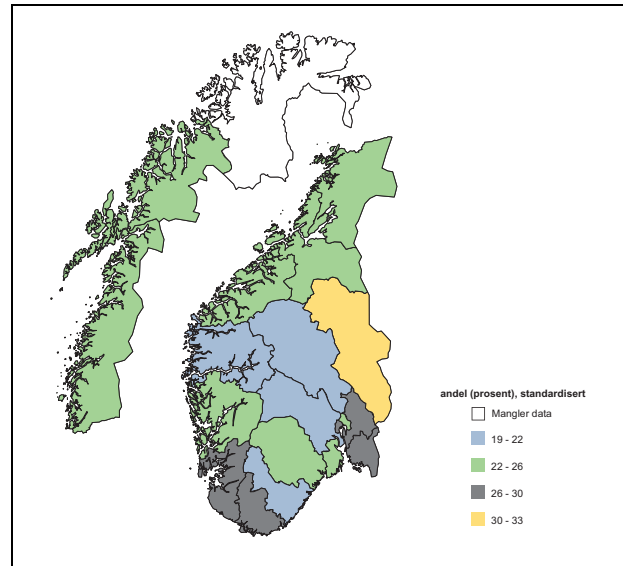 andel (prosent), standardisert
Mangler data
19 - 22
22 - 26
26 - 30
30 - 33